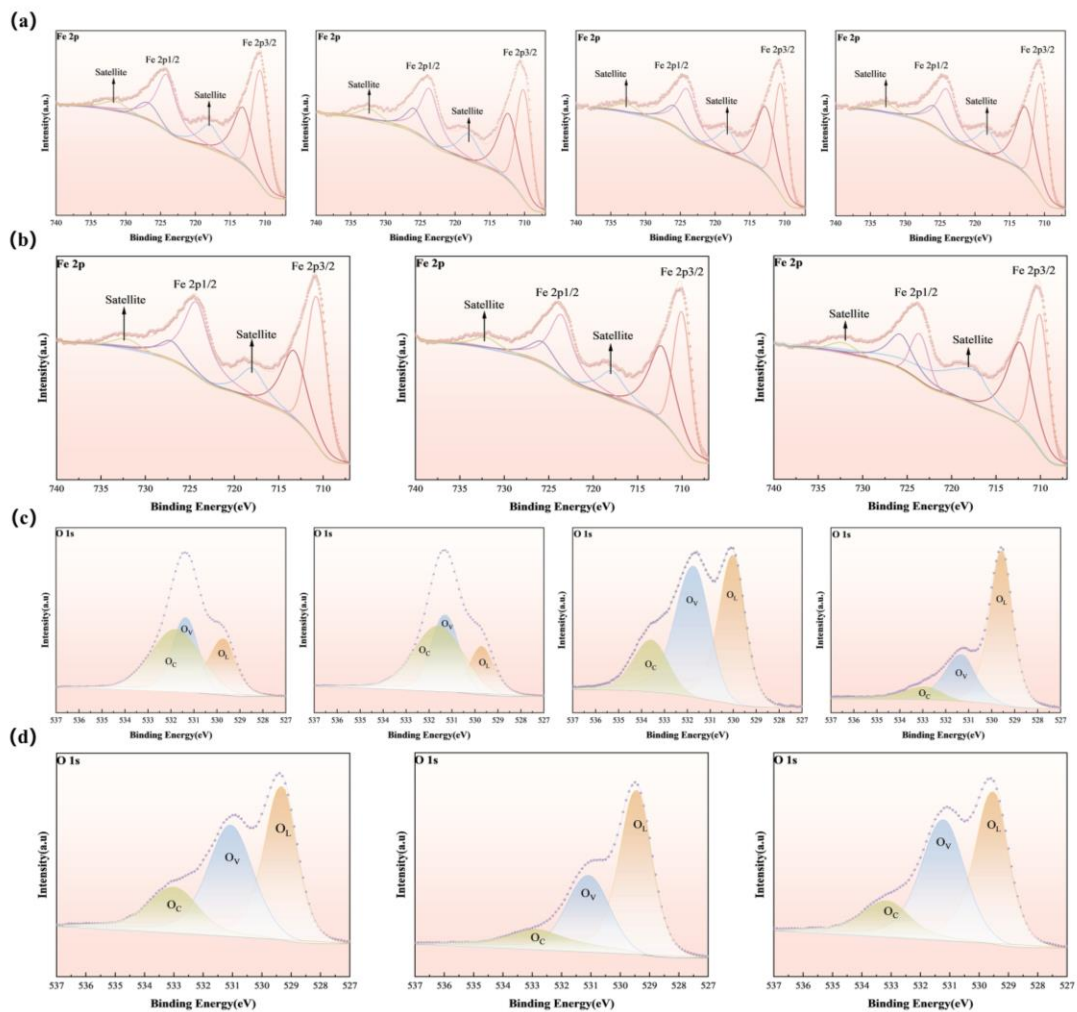 (a)
Fe 2p
Satellite
Fe 2p1/2
Satellite
Fe 2p3/2
Intensity(a.u.)
740 735 730 725 720 715 710
Binding Energy(eV)
Fe 2p
Satellite
Fe 2p1/2
Satellite
Fe 2p3/2
Intensity(a.u.)
740 735 730 725 720 715 710
Binding Energy(eV)
Fe 2p
Satellite
Fe 2p1/2
Satellite
Fe 2p3/2
Intensity(a.u.)
740 735 730 725 720 715 710
Binding Energy(eV)
Fe 2p
Satellite
Fe 2p1/2
Satellite
Fe 2p3/2
Intensity(a.u.)
740 735 730 725 720 715 710
Binding Energy(eV)
(b)
Fe 2p
Satellite
Fe 2p1/2
Satellite
Fe 2p3/2
Intensity(a.u.)
740 735 730 725 720 715 710
Binding Energy(eV)
Fe 2p
Satellite
Fe 2p1/2
Satellite
Fe 2p3/2
Intensity(a.u.)
740 735 730 725 720 715 710
Binding Energy(eV)
Fe 2p
Satellite
Fe 2p1/2
Satellite
Fe 2p3/2
Intensity(a.u.)
740 735 730 725 720 715 710
Binding Energy(eV)
(c)
O 1s
OV
OC
OL
Intensity(a.u.)
537 536 535 534 533 532 531 530 529 528 527
Binding Energy(eV)
O 1s
OV
OC
OL
Intensity(a.u.)
537 536 535 534 533 532 531 530 529 528 527
Binding Energy(eV)
O 1s
OV
OL
OC
Intensity(a.u.)
537 536 535 534 533 532 531 530 529 528 527
Binding Energy(eV)
O 1s
OL
OV
OC
Intensity(a.u.)
537 536 535 534 533 532 531 530 529 528 527
Binding Energy(eV)
(d)
O 1s
OL
OV
OC
Intensity(a.u)
537 536 535 534 533 532 531 530 529 528 527
Binding Energy(eV)
O 1s
OL
OV
OC
Intensity(a.u)
537 536 535 534 533 532 531 530 529 528 527
Binding Energy(eV)
O 1s
OL
OV
OC
Intensity(a.u)
537 536 535 534 533 532 531 530 529 528 527
Binding Energy(eV)